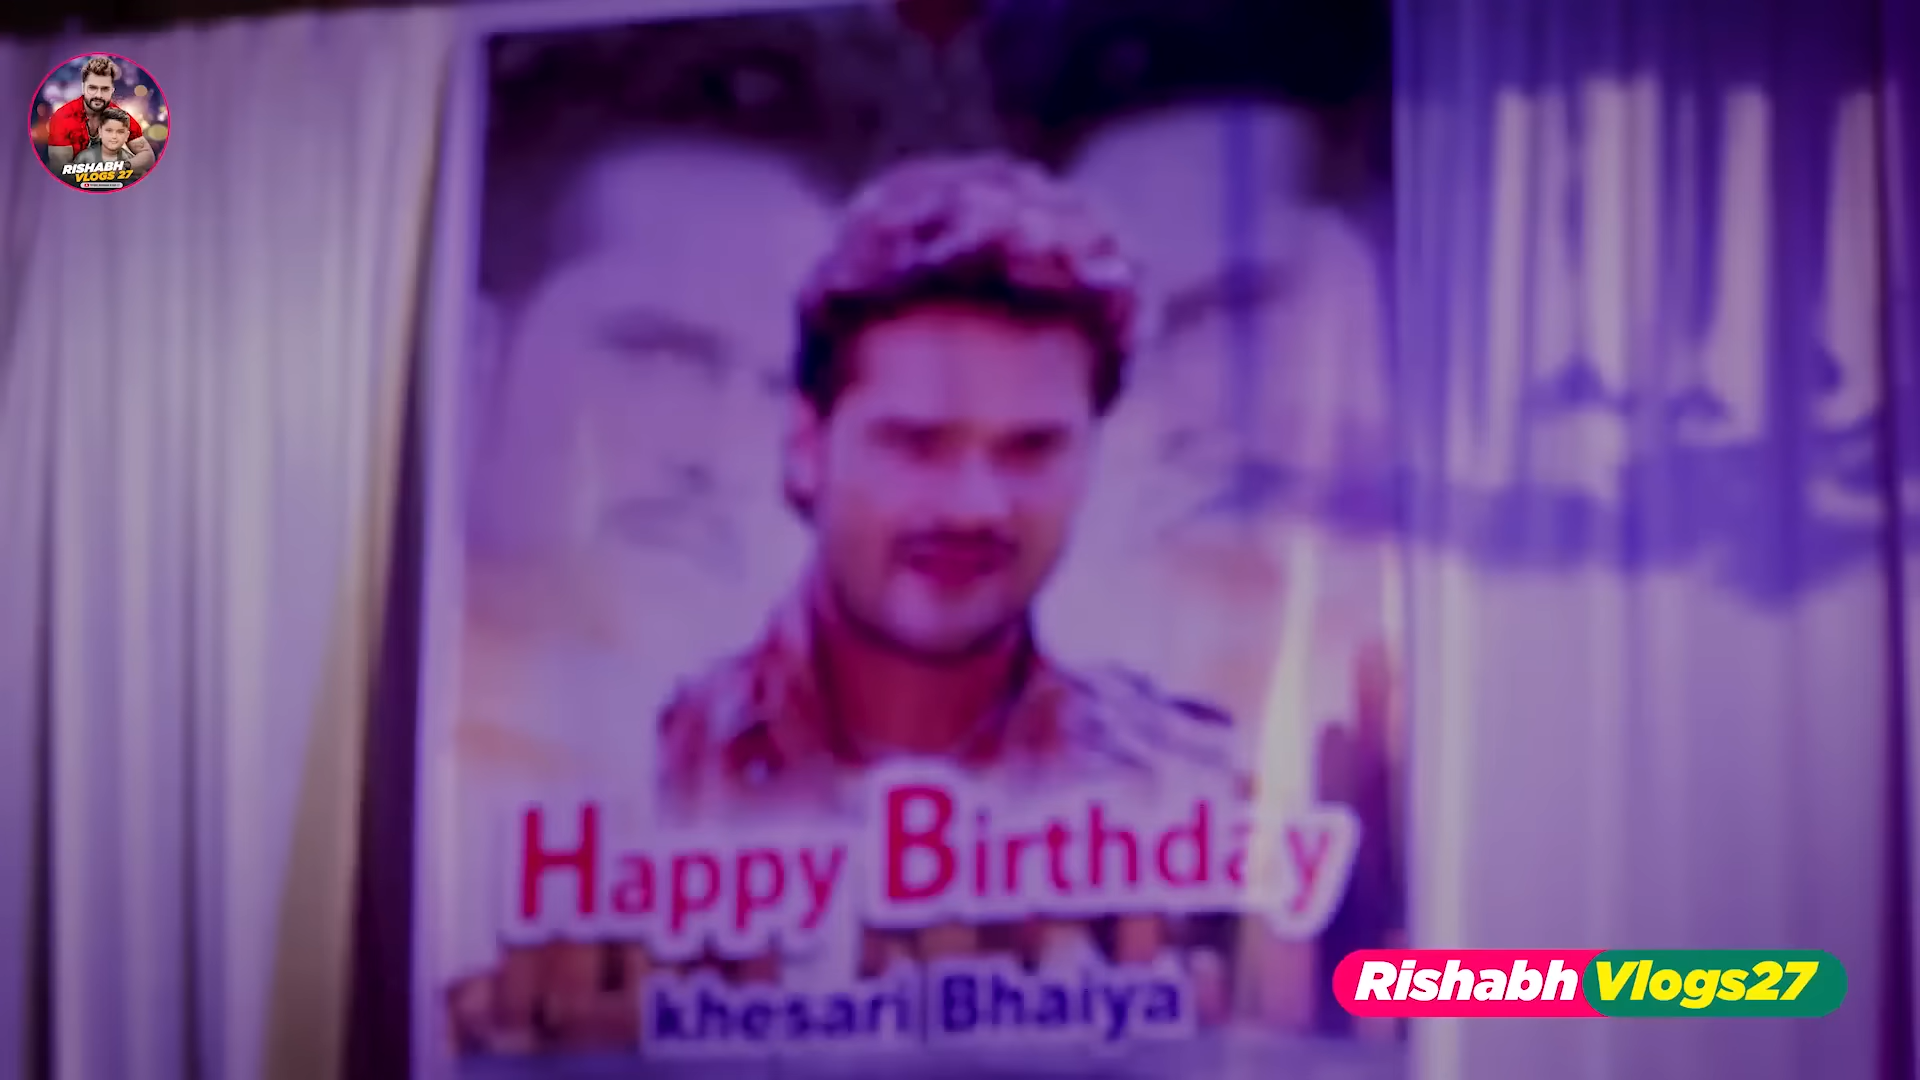 RISHABH
VLOGS 27
Happy Birthday
khesari Bhaiya
Rishabh Vlogs27